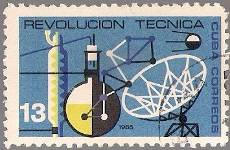 REVOLUCION TECNICA
CUBA CORREOS
13
1965